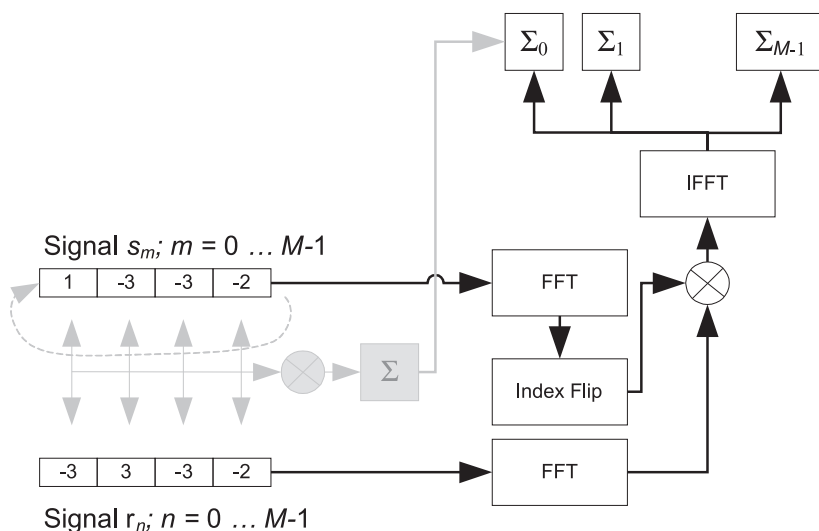 Σ0 Σ1 ΣM-1
IFFT
Signal sm; m = 0 ... M-1
1 -3 -3 -2
FFT
Σ
Index Flip
-3 3 -3 -2
FFT
Signal rn; n = 0 ... M-1